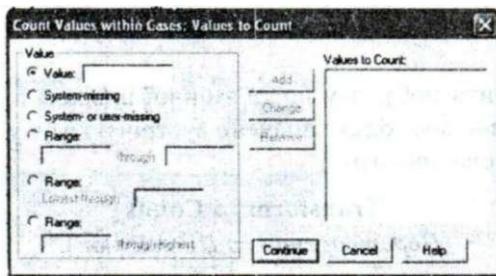 Count Values within Cases: Values to Count
Value
Value:
System-missing
System- or user-missing
Range:
through
Range:
Lowest through
Range:
through highest
Add
Change
Remove
Values to Count:
Continue
Cancel
Help